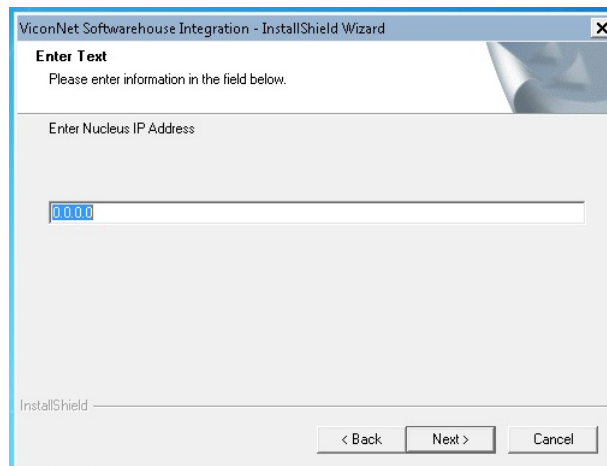 ViconNet Softwarehouse Integration - InstallShield Wizard
Enter Text
Please enter information in the field below.
Enter Nucleus IP Address
0.0.0.0
InstallShield
< Back Next > Cancel